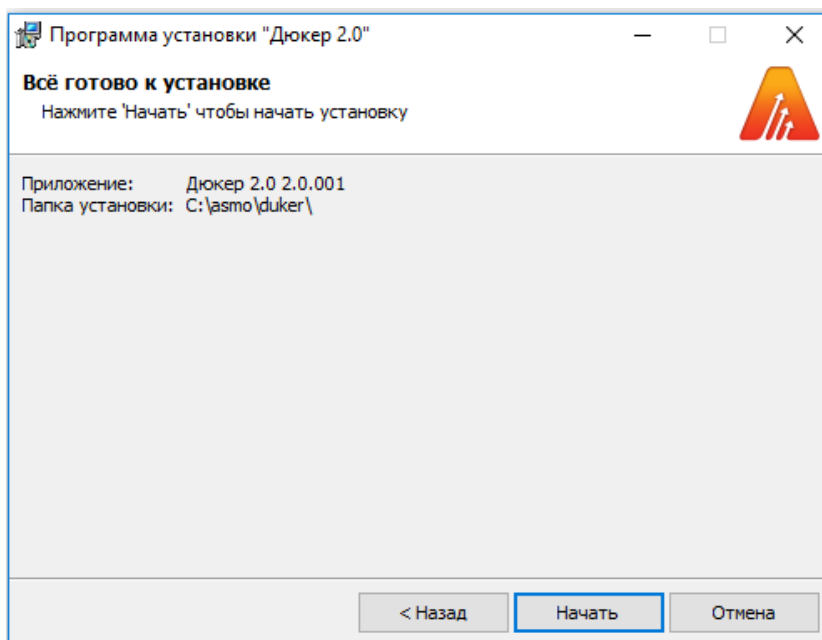 Программа установки "Дюкер 2.0"
Всё готово к установке
Нажмите 'Начать' чтобы начать установку
Приложение: Дюкер 2.0 2.0.001
Папка установки: C:\asmo\duker\
< Назад Начать Отмена